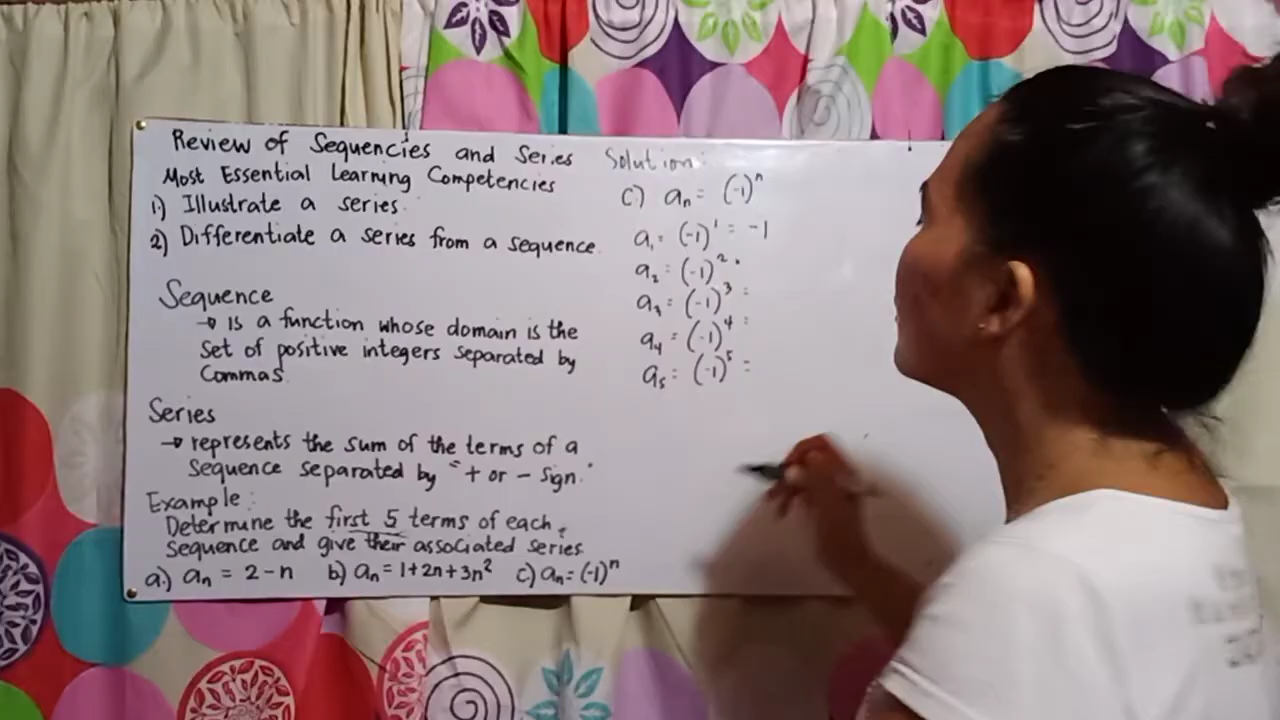 Review of Sequencies and Series
Most Essential Learning Competencies
1.) Illustrate a series.
2) Differentiate a series from a sequence.
Sequence
→ is a function whose domain is the
set of positive integers separated by
commas.
Series
→ represents the sum of the terms of a
sequence separated by "+ or - sign."
Example:
Determine the first 5 terms of each
sequence and give their associated series
a.) aₙ = 2-n b) aₙ = 1+2n+3n² c) aₙ = (-1)ⁿ
Solution:
c.) aₙ = (-1)ⁿ
a₁ = (-1)¹ = -1
a₂ = (-1)²
a₃ = (-1)³ =
a₄ = (-1)⁴ =
a₅ = (-1)⁵ =